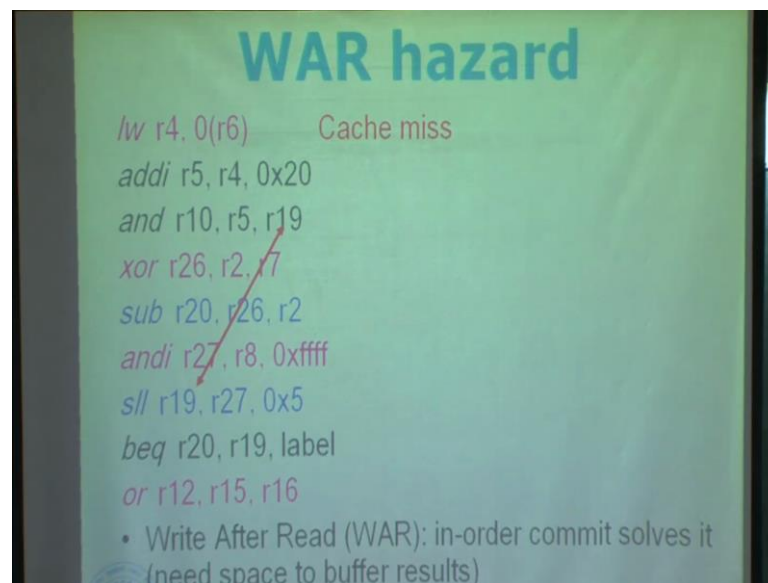 WAR hazard
lw r4, 0(r6) Cache miss
addi r5, r4, 0x20
and r10, r5, r19
xor r26, r2, r7
sub r20, r26, r2
andi r27, r8, 0xffff
sll r19, r27, 0x5
beq r20, r19, label
or r12, r15, r16
• Write After Read (WAR): in-order commit solves it
(need space to buffer results)